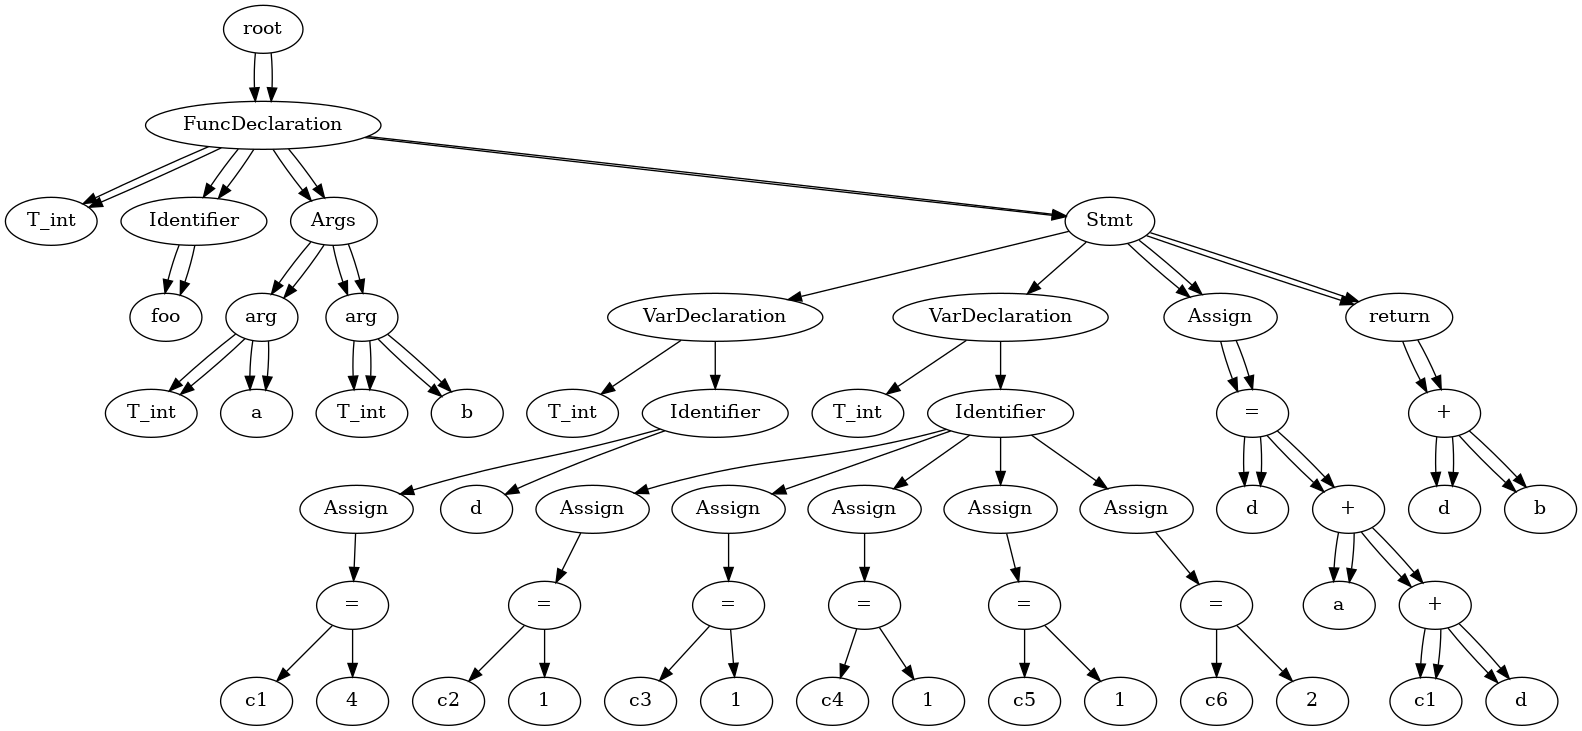 root
FuncDeclaration
T_int
Identifier
Args
Stmt
foo
arg
arg
VarDeclaration
VarDeclaration
Assign
return
T_int
a
T_int
b
T_int
Identifier
T_int
Identifier
=
+
Assign
d
Assign
Assign
Assign
Assign
Assign
d
+
d
b
=
=
=
=
=
=
a
+
c1
4
c2
1
c3
1
c4
1
c5
1
c6
2
c1
d